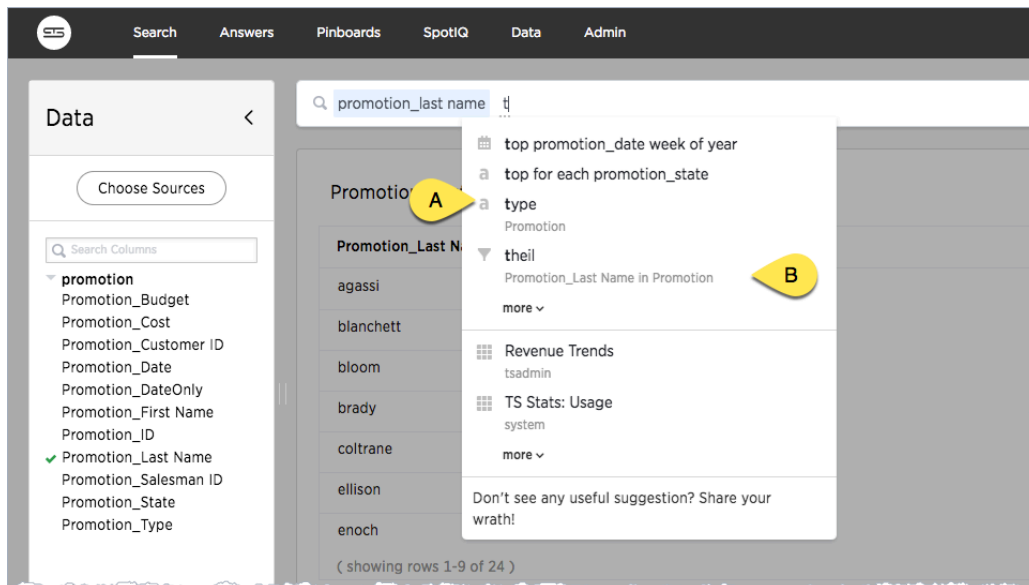 Search Answers Pinboards SpotIQ Data Admin
Data
Choose Sources
Search Columns
promotion
Promotion_Budget
Promotion_Cost
Promotion_Customer ID
Promotion_Date
Promotion_DateOnly
Promotion_First Name
Promotion_ID
Promotion_Last Name
Promotion_Salesman ID
Promotion_State
Promotion_Type
promotion_last name t
top promotion_date week of year
top for each promotion_state
A
type
Promotion
theil
Promotion_Last Name in Promotion
B
more
Revenue Trends
tsadmin
TS Stats: Usage
system
more
Don't see any useful suggestion? Share your
wrath!
Promotio
Promotion_Last Na
agassi
blanchett
bloom
brady
coltrane
ellison
enoch
( showing rows 1-9 of 24 )